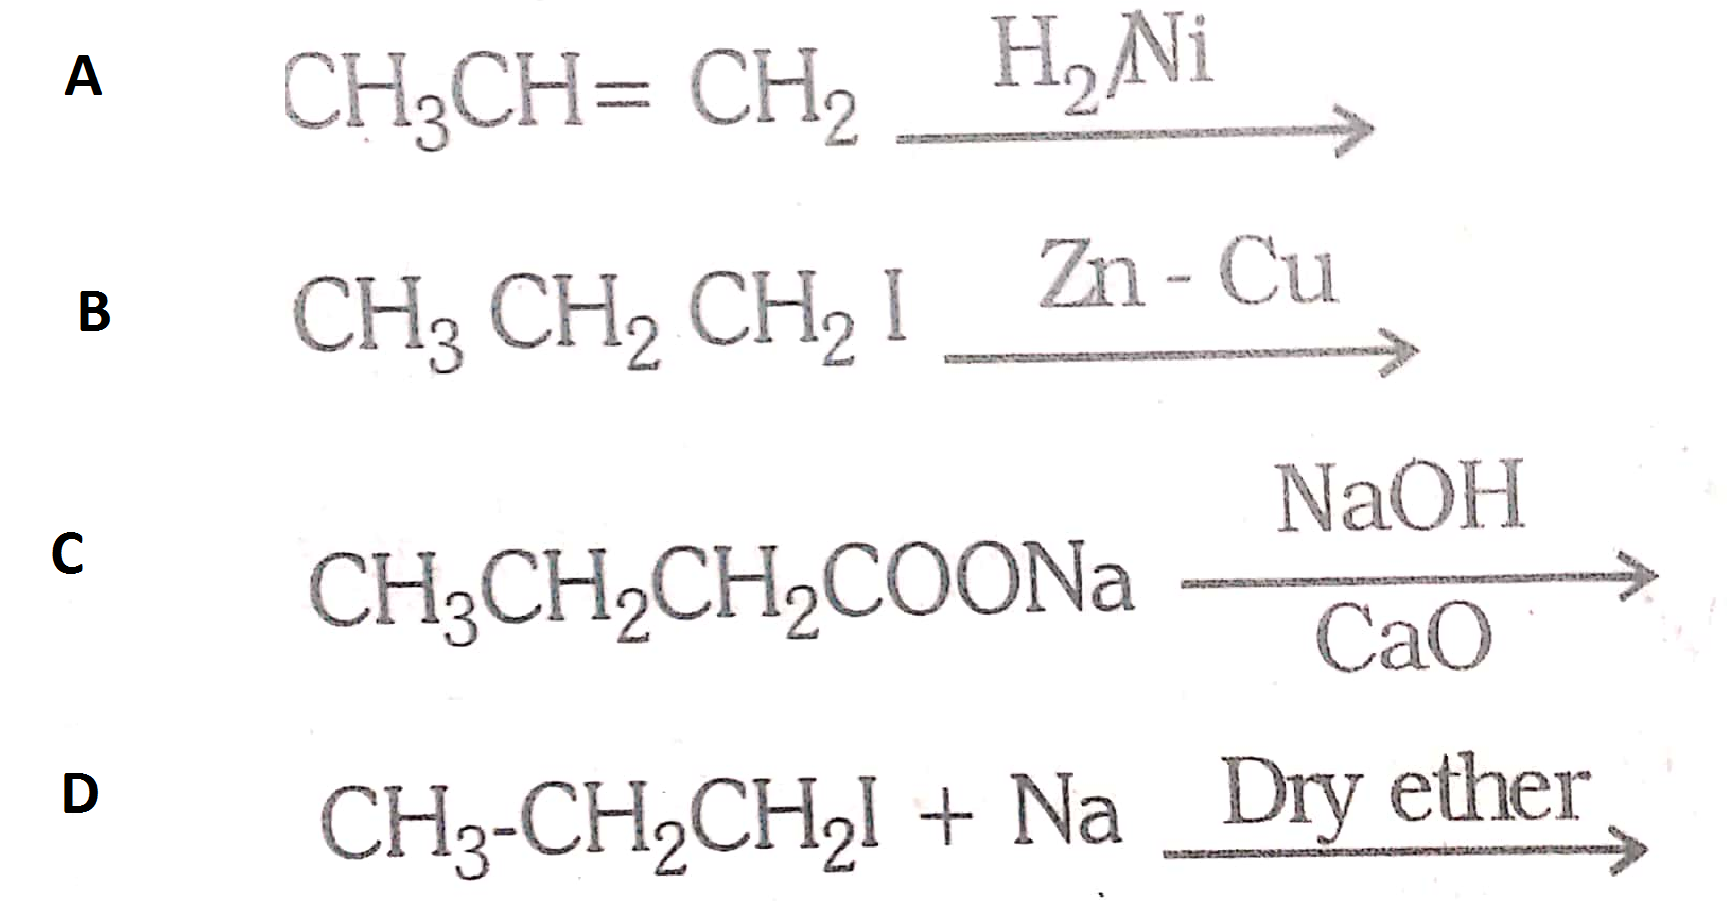 A CH₃CH= CH₂ H₂/Ni
B CH₃ CH₂ CH₂ I Zn - Cu
C CH₃CH₂CH₂COONa NaOH
CaO
D CH₃-CH₂CH₂I + Na Dry ether